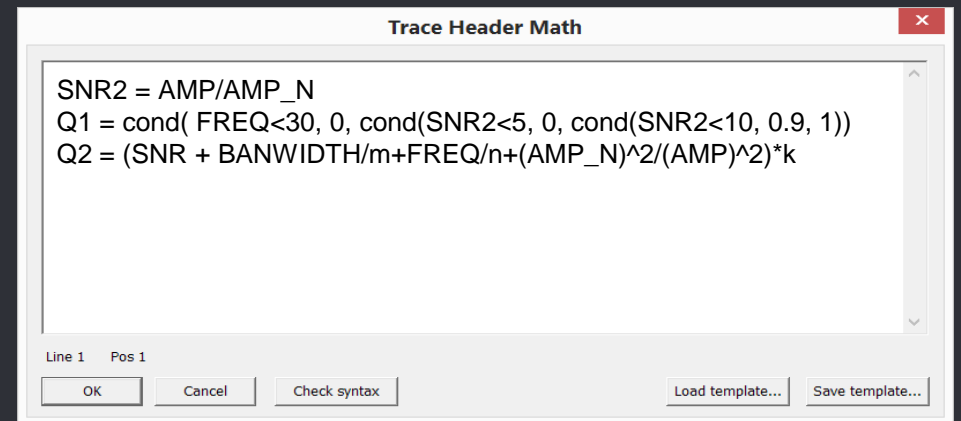 Trace Header Math
SNR2 = AMP/AMP_N
Q1 = cond( FREQ<30, 0, cond(SNR2<5, 0, cond(SNR2<10, 0.9, 1))
Q2 = (SNR + BANWIDTH/m+FREQ/n+(AMP_N)^2/(AMP)^2)*k
Line 1 Pos 1
OK Cancel Check syntax Load template... Save template...